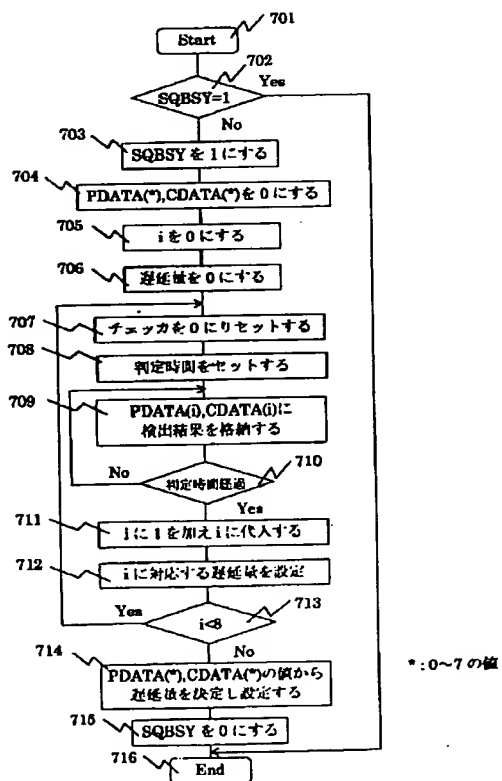 701
Start
702
SQBSY=1
Yes
No
703
SQBSYを1にする
704
PDATA(*),CDATA(*)を0にする
705
iを0にする
706
遅延量を0にする
707
チェッカを0にリセットする
708
判定時間をセットする
709
PDATA(i),CDATA(i)に
検出結果を格納する
No
710
判定時間経過
Yes
711
iに1を加えiに代入する
712
iに対応する遅延量を設定
Yes
713
i<8
No
714
PDATA(*),CDATA(*)の値から
遅延量を決定し設定する
*:0~7の値
715
SQBSYを0にする
716
End